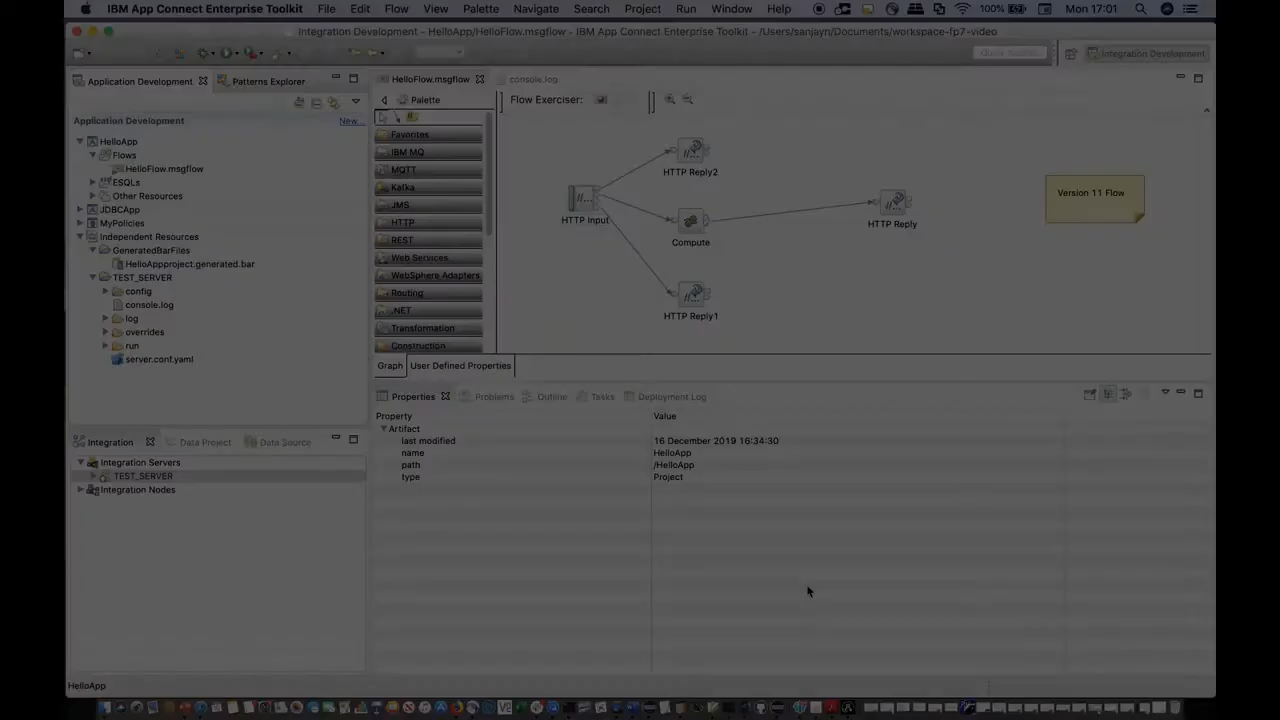 IBM App Connect Enterprise Toolkit File Edit Flow View Palette Navigate Search Project Run Window Help 100% Mon 17:01
Integration Development - HelloApp/HelloFlow.msgflow - IBM App Connect Enterprise Toolkit - /Users/sanjayn/Documents/workspace-fp7-video
Integration Development
Application Development Patterns Explorer
Application Development New...
HelloApp
Flows
HelloFlow.msgflow
ESQLs
Other Resources
JDBCApp
MyPolicies
Independent Resources
GeneratedBarFiles
HelloAppproject.generated.bar
TEST_SERVER
config
console.log
log
overrides
run
server.conf.yaml
Integration Data Project Data Source
Integration Servers
TEST_SERVER
Integration Nodes
HelloFlow.msgflow console.log
Palette
Flow Exerciser:
Favorites
IBM MQ
MQTT
Kafka
JMS
HTTP
REST
Web Services
WebSphere Adapters
Routing
.NET
Transformation
Construction
HTTP Reply2
HTTP Input
Compute
HTTP Reply
HTTP Reply1
Version 11 Flow
Graph User Defined Properties
Properties Problems Outline Tasks Deployment Log
Property Value
Artifact
last modified 16 December 2019 16:34:30
name HelloApp
path /HelloApp
type Project
HelloApp